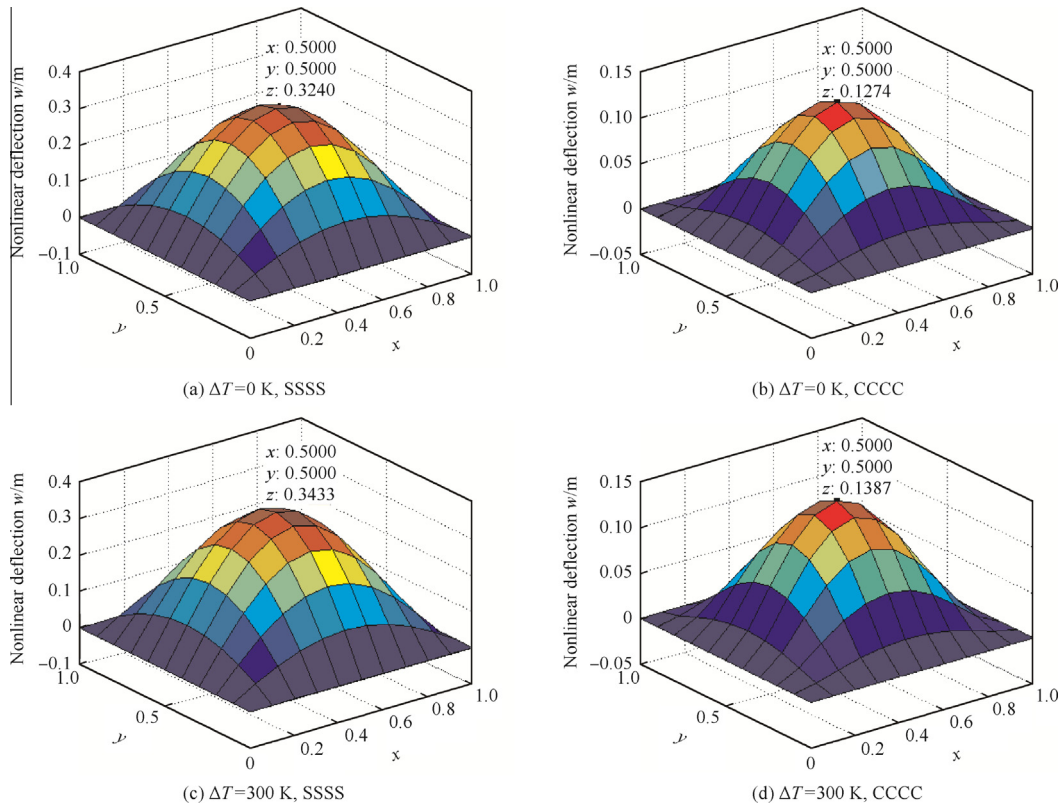 x: 0.5000
y: 0.5000
z: 0.3240
Nonlinear deflection w/m
0.4
0.3
0.2
0.1
0
−0.1
1.0
0.5
0
y
0.2
0.4
0.6
0.8
1.0
x
(a) ΔT=0 K, SSSS
x: 0.5000
y: 0.5000
z: 0.1274
Nonlinear deflection w/m
0.15
0.10
0.05
0
−0.05
1.0
0.5
0
y
0.2
0.4
0.6
0.8
1.0
x
(b) ΔT=0 K, CCCC
x: 0.5000
y: 0.5000
z: 0.3433
Nonlinear deflection w/m
0.4
0.3
0.2
0.1
0
−0.1
1.0
0.5
0
y
0.2
0.4
0.6
0.8
1.0
x
(c) ΔT=300 K, SSSS
x: 0.5000
y: 0.5000
z: 0.1387
Nonlinear deflection w/m
0.15
0.10
0.05
0
−0.05
1.0
0.5
0
y
0.2
0.4
0.6
0.8
1.0
x
(d) ΔT=300 K, CCCC